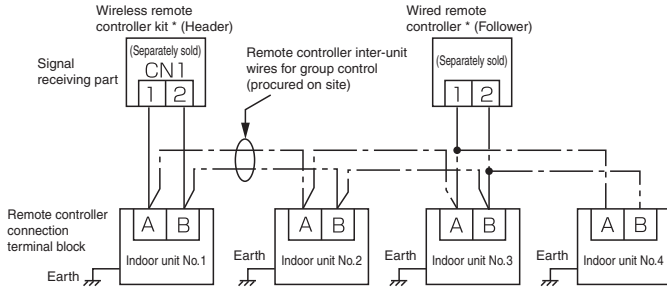 Wireless remote
controller kit * (Header)
Wired remote
controller * (Follower)
(Separately sold)
CN1
1 2
Signal
receiving part
Remote controller inter-unit
wires for group control
(procured on site)
(Separately sold)
1 2
Remote controller
connection
terminal block
A B
Indoor unit No.1
Earth
A B
Indoor unit No.2
Earth
A B
Indoor unit No.3
Earth
A B
Indoor unit No.4
Earth